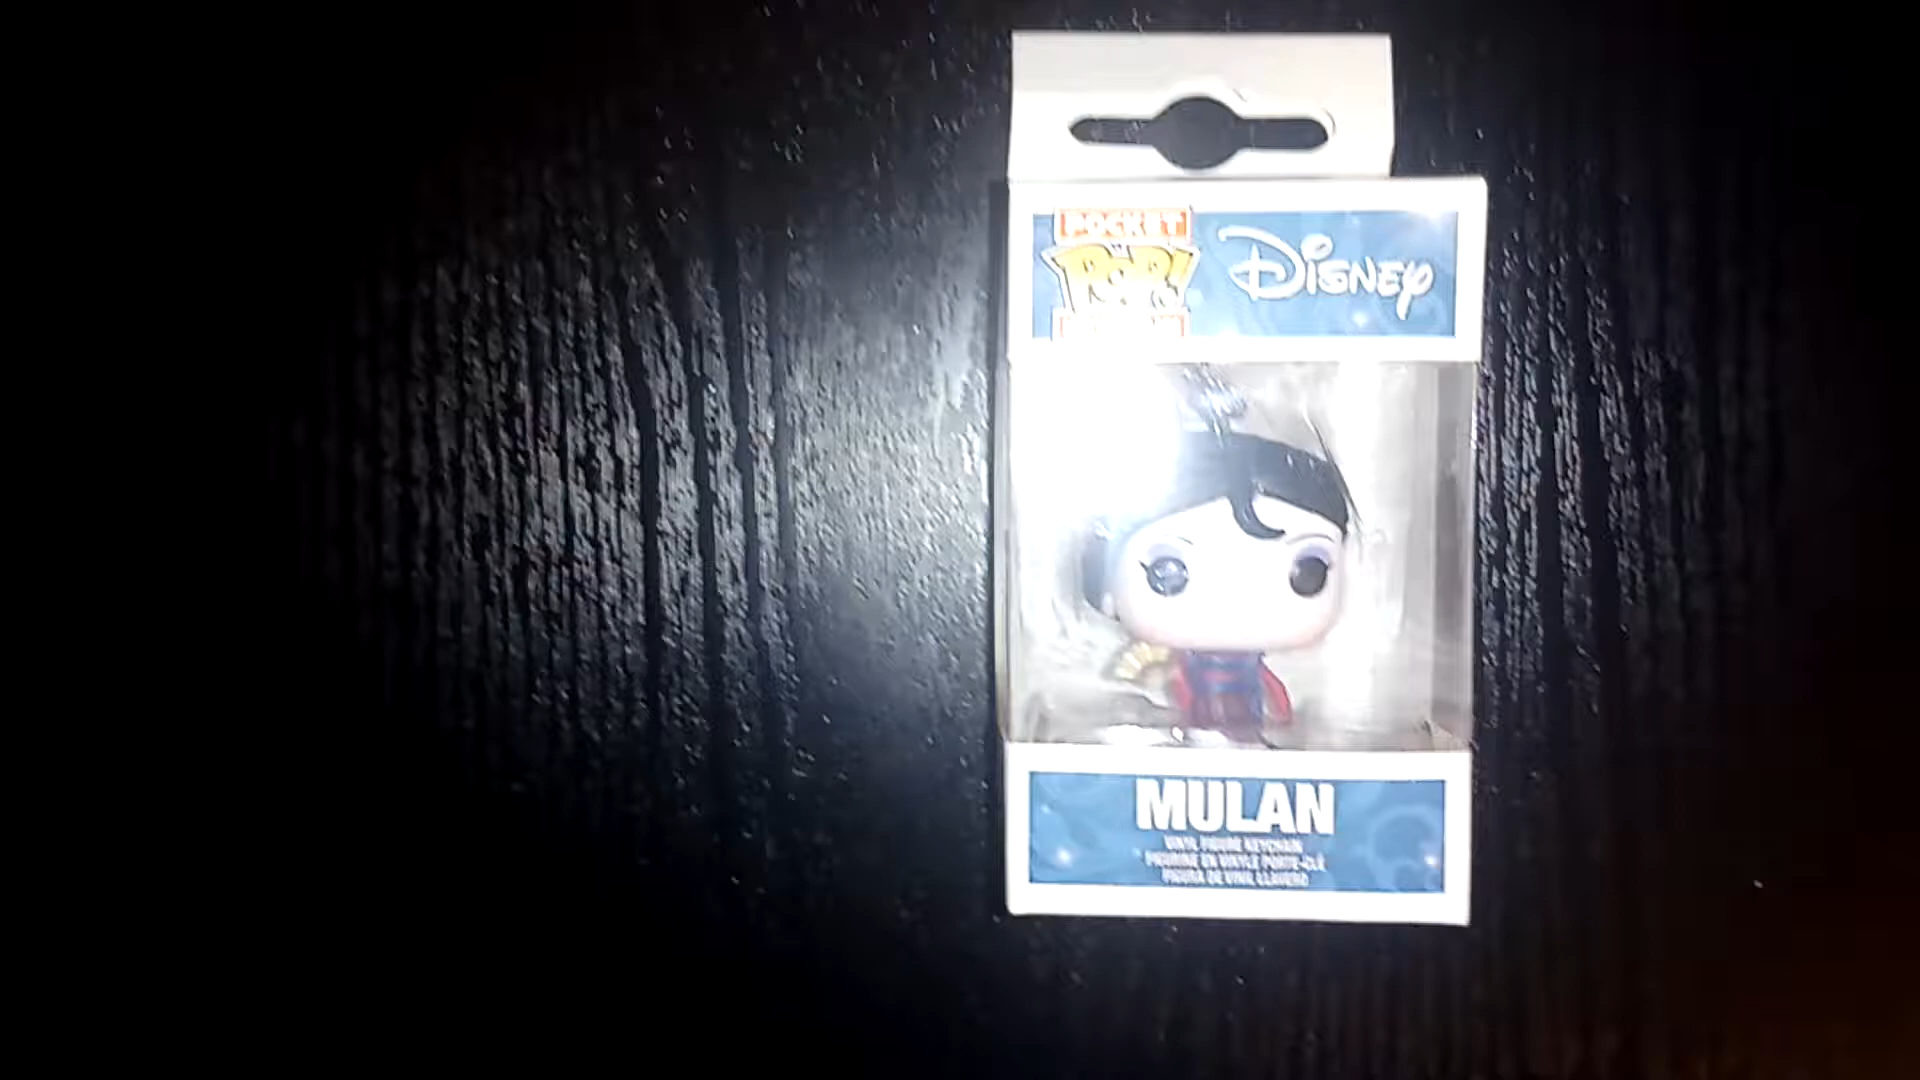 POCKET
POP!
DISNEY
MULAN
VINYL FIGURE KEYCHAIN
FIGURINE EN VINYLE PORTE-CLÉ
FIGURA DE VINIL LLAVERO